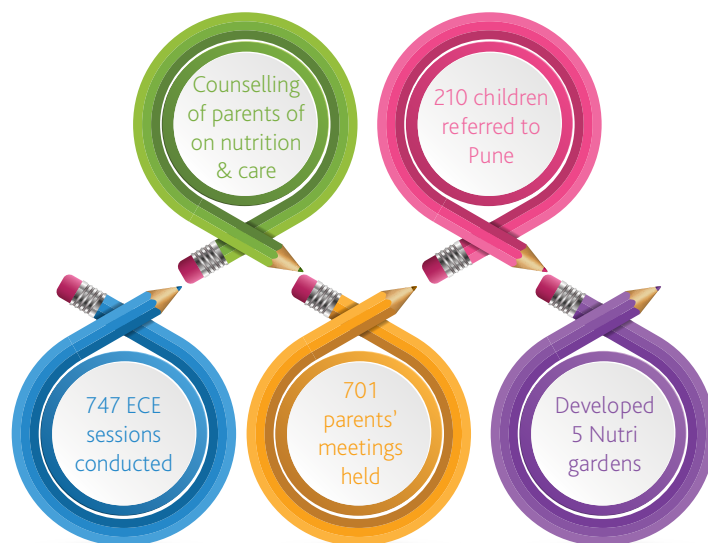 Counselling
of parents of
on nutrition
& care
210 children
referred to
Pune
747 ECE
sessions
conducted
701
parents’
meetings
held
Developed
5 Nutri
gardens